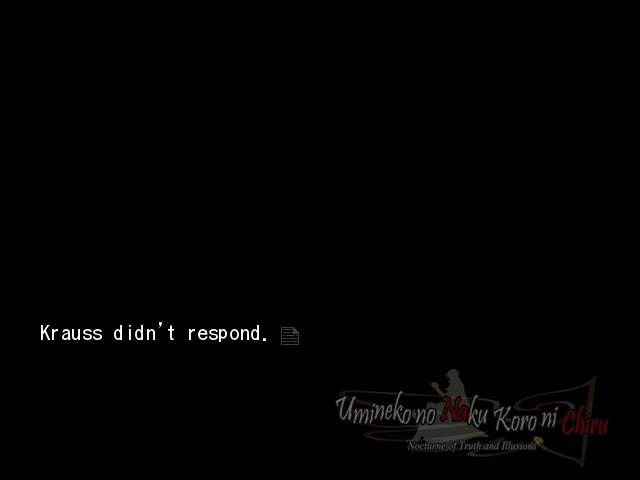 Krauss didn't respond.
Umineko no Naku Koro ni Chiru
Nocturne of Truth and Illusions